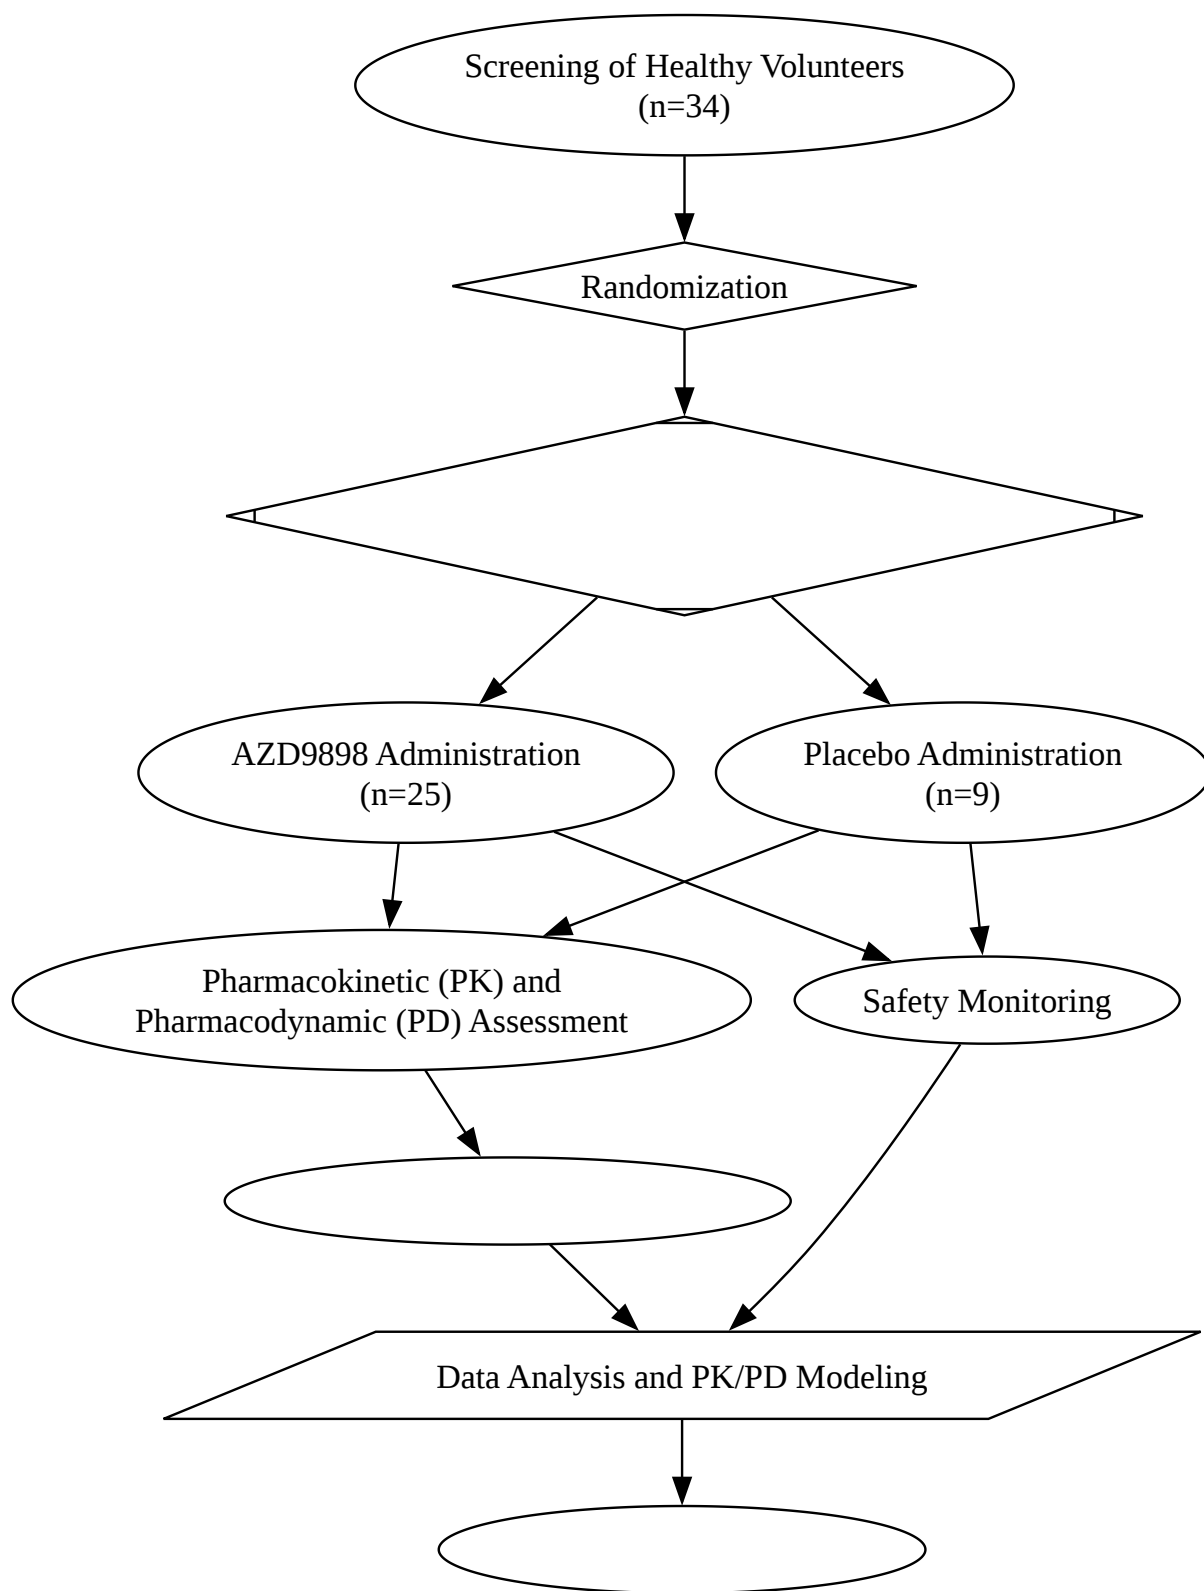 Screening of Healthy Volunteers
(n=34)
Randomization
AZD9898 Administration
(n=25)
Placebo Administration
(n=9)
Pharmacokinetic (PK) and
Pharmacodynamic (PD) Assessment
Safety Monitoring
Data Analysis and PK/PD Modeling